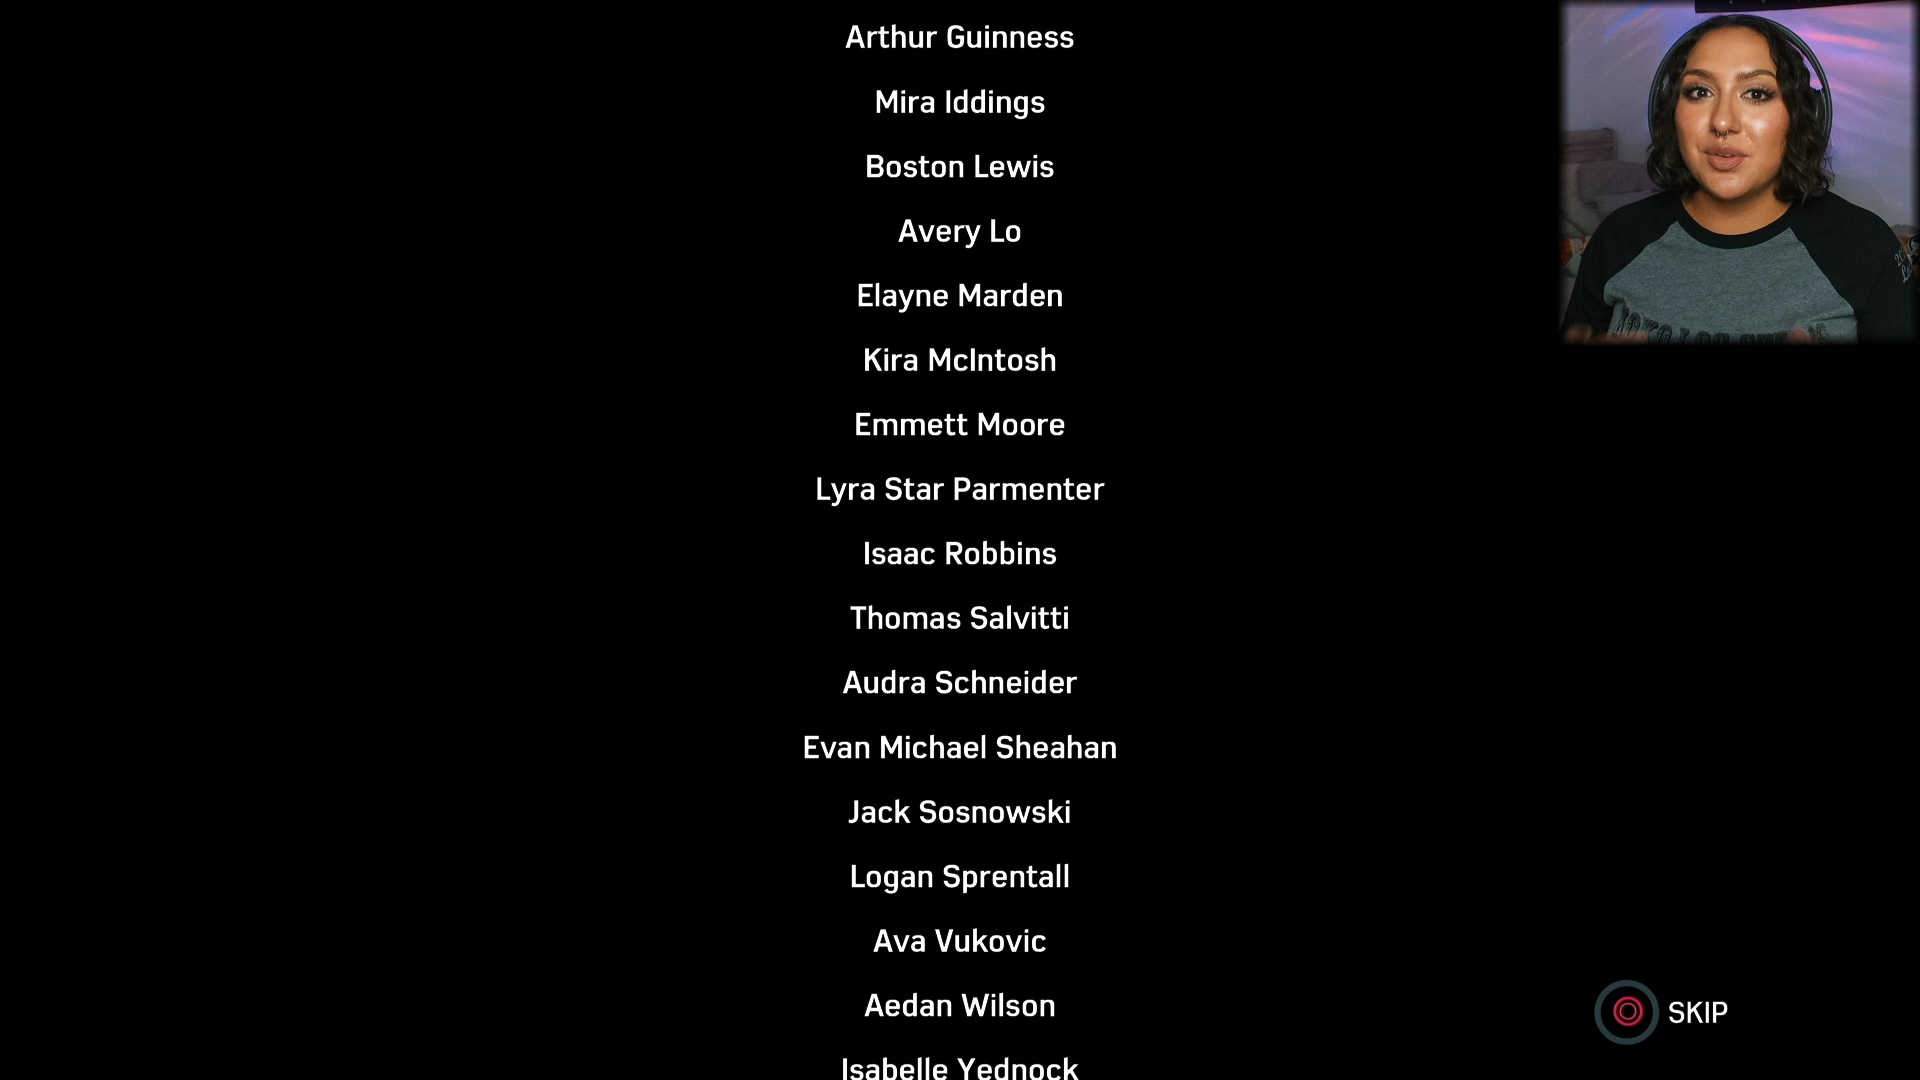 Arthur Guinness
Mira Iddings
Boston Lewis
Avery Lo
Elayne Marden
Kira McIntosh
Emmett Moore
Lyra Star Parmenter
Isaac Robbins
Thomas Salvitti
Audra Schneider
Evan Michael Sheahan
Jack Sosnowski
Logan Sprentall
Ava Vukovic
Aedan Wilson
Isabelle Yednock
SKIP